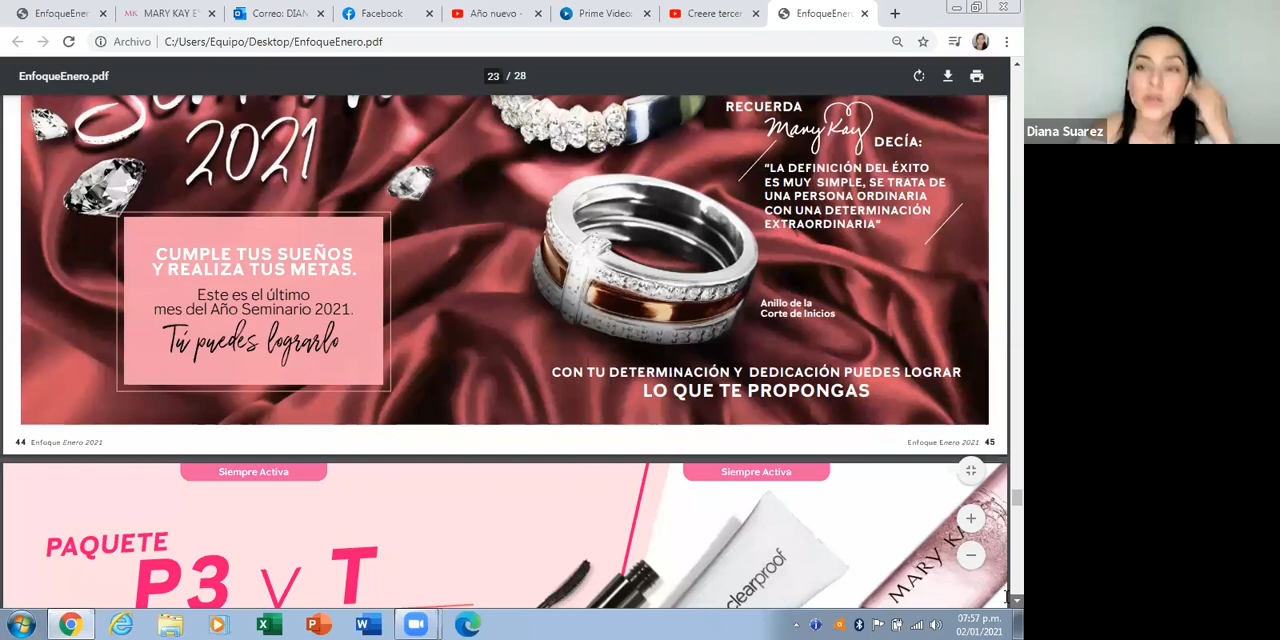 EnfoqueEner
MARY KAY E
Correo: DIAN
Facebook
Año nuevo -
Prime Video:
Creere tercer
EnfoqueEner
Archivo
C:/Users/Equipo/Desktop/EnfoqueEnero.pdf
EnfoqueEnero.pdf
23 / 28
2021
CUMPLE TUS SUEÑOS
Y REALIZA TUS METAS.
Este es el último
mes del Año Seminario 2021.
Tú puedes lograrlo
RECUERDA
Mary Kay
DECÍA:
"LA DEFINICIÓN DEL ÉXITO
ES MUY SIMPLE, SE TRATA DE
UNA PERSONA ORDINARIA
CON UNA DETERMINACIÓN
EXTRAORDINARIA"
Anillo de la
Corte de Inicios
CON TU DETERMINACIÓN Y DEDICACIÓN PUEDES LOGRAR
LO QUE TE PROPONGAS
44 Enfoque Enero 2021
Enfoque Enero 2021 45
Siempre Activa
Siempre Activa
PAQUETE
P3 y T
clearproof
MARY KA
Diana Suarez
07:57 p.m.
02/01/2021